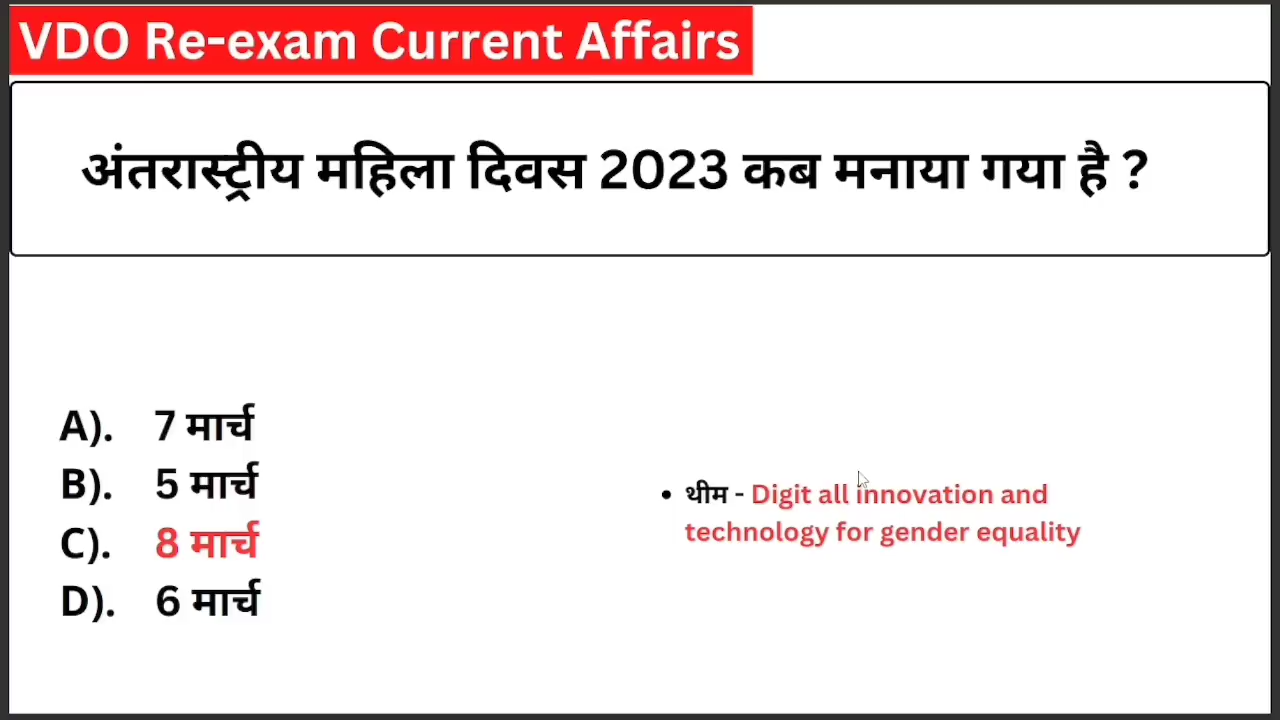 VDO Re-exam Current Affairs
अंतरास्ट्रीय महिला दिवस 2023 कब मनाया गया है ?
A). 7 मार्च
B). 5 मार्च
C). 8 मार्च
D). 6 मार्च
• थीम - Digit all innovation and
technology for gender equality